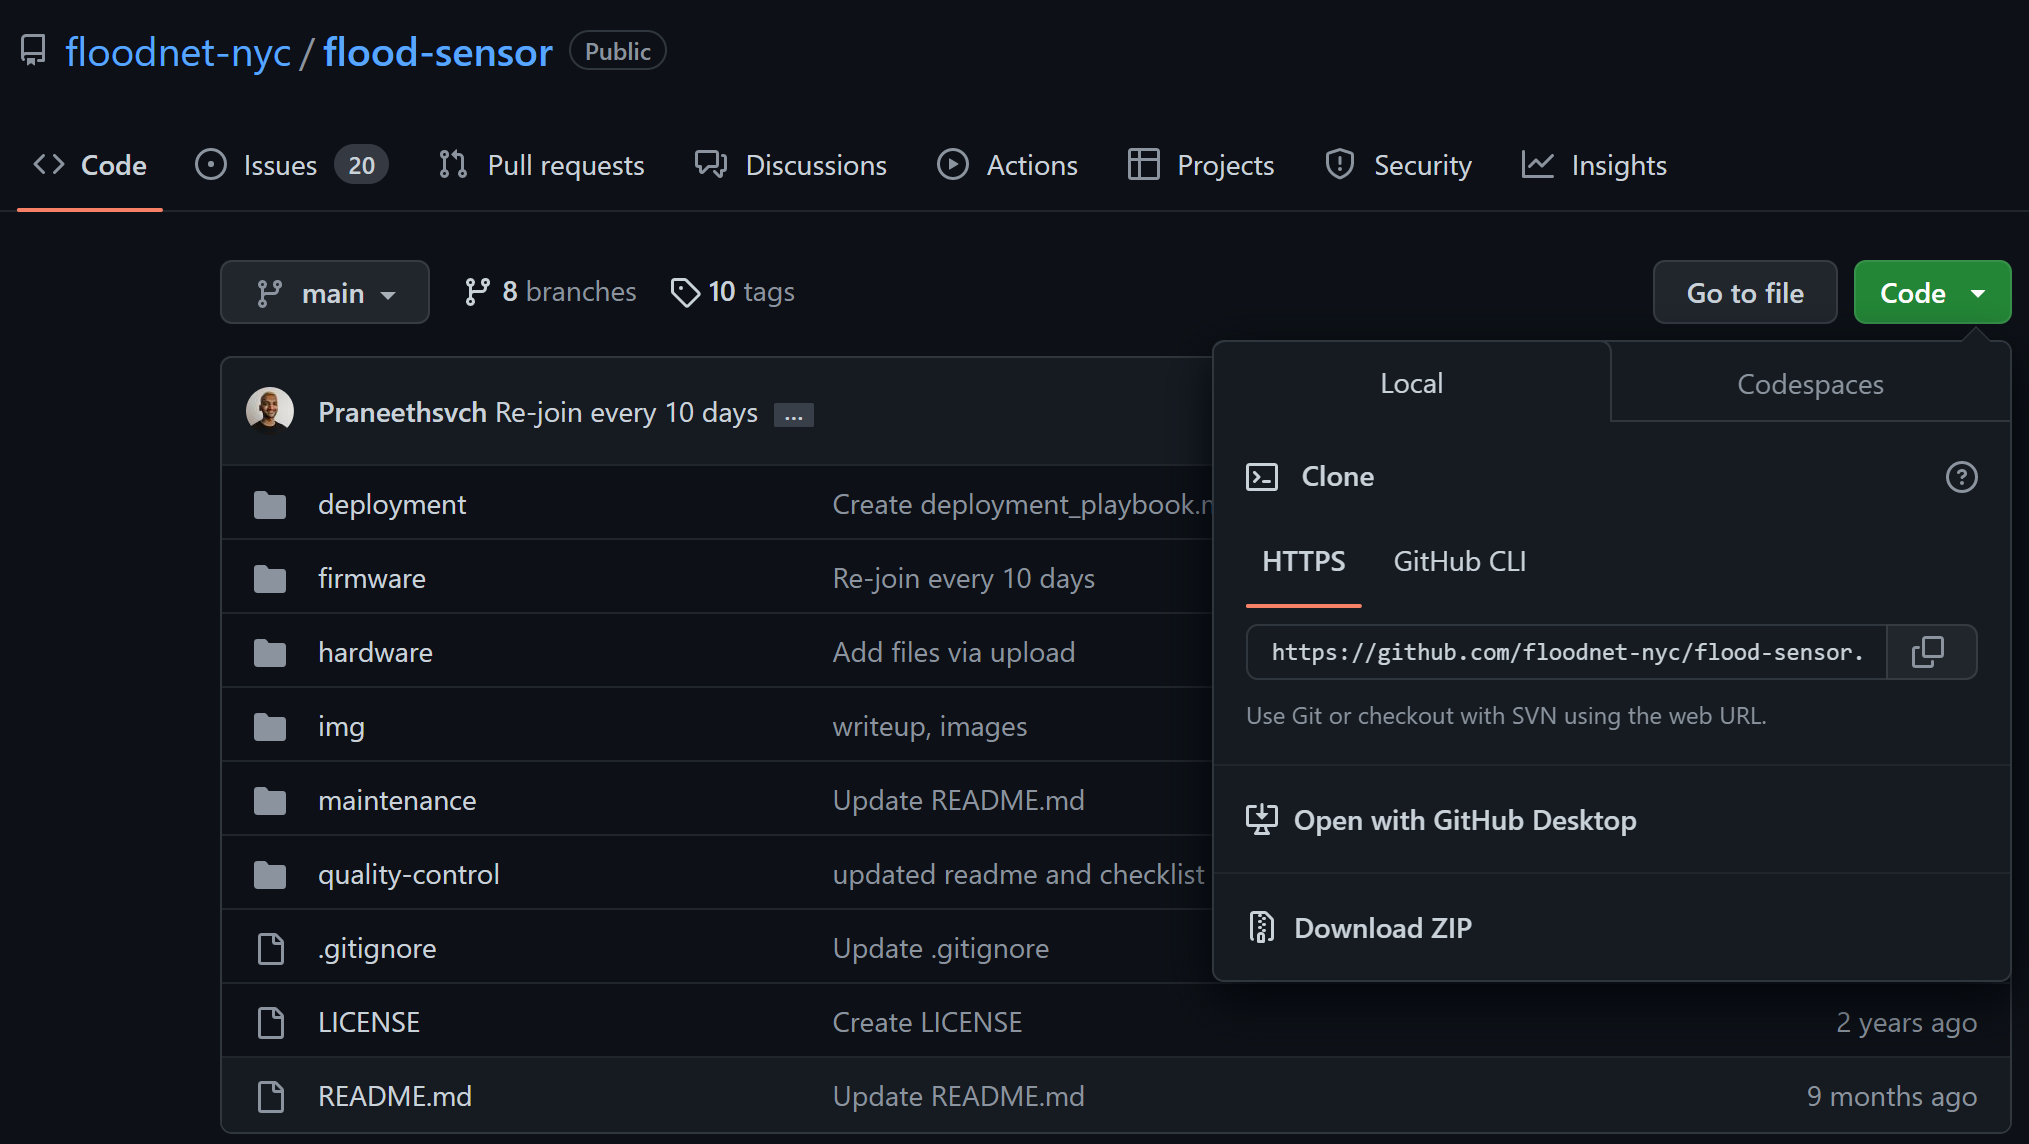 floodnet-nyc / flood-sensor Public
Code Issues 20 Pull requests Discussions Actions Projects Security Insights
main 8 branches 10 tags Go to file Code
Praneethsvch Re-join every 10 days ...
deployment Create deployment_playbook.
firmware Re-join every 10 days
hardware Add files via upload
img writeup, images
maintenance Update README.md
quality-control updated readme and checklist
.gitignore Update .gitignore
LICENSE Create LICENSE 2 years ago
README.md Update README.md 9 months ago
Local Codespaces
Clone
HTTPS GitHub CLI
https://github.com/floodnet-nyc/flood-sensor.
Use Git or checkout with SVN using the web URL.
Open with GitHub Desktop
Download ZIP